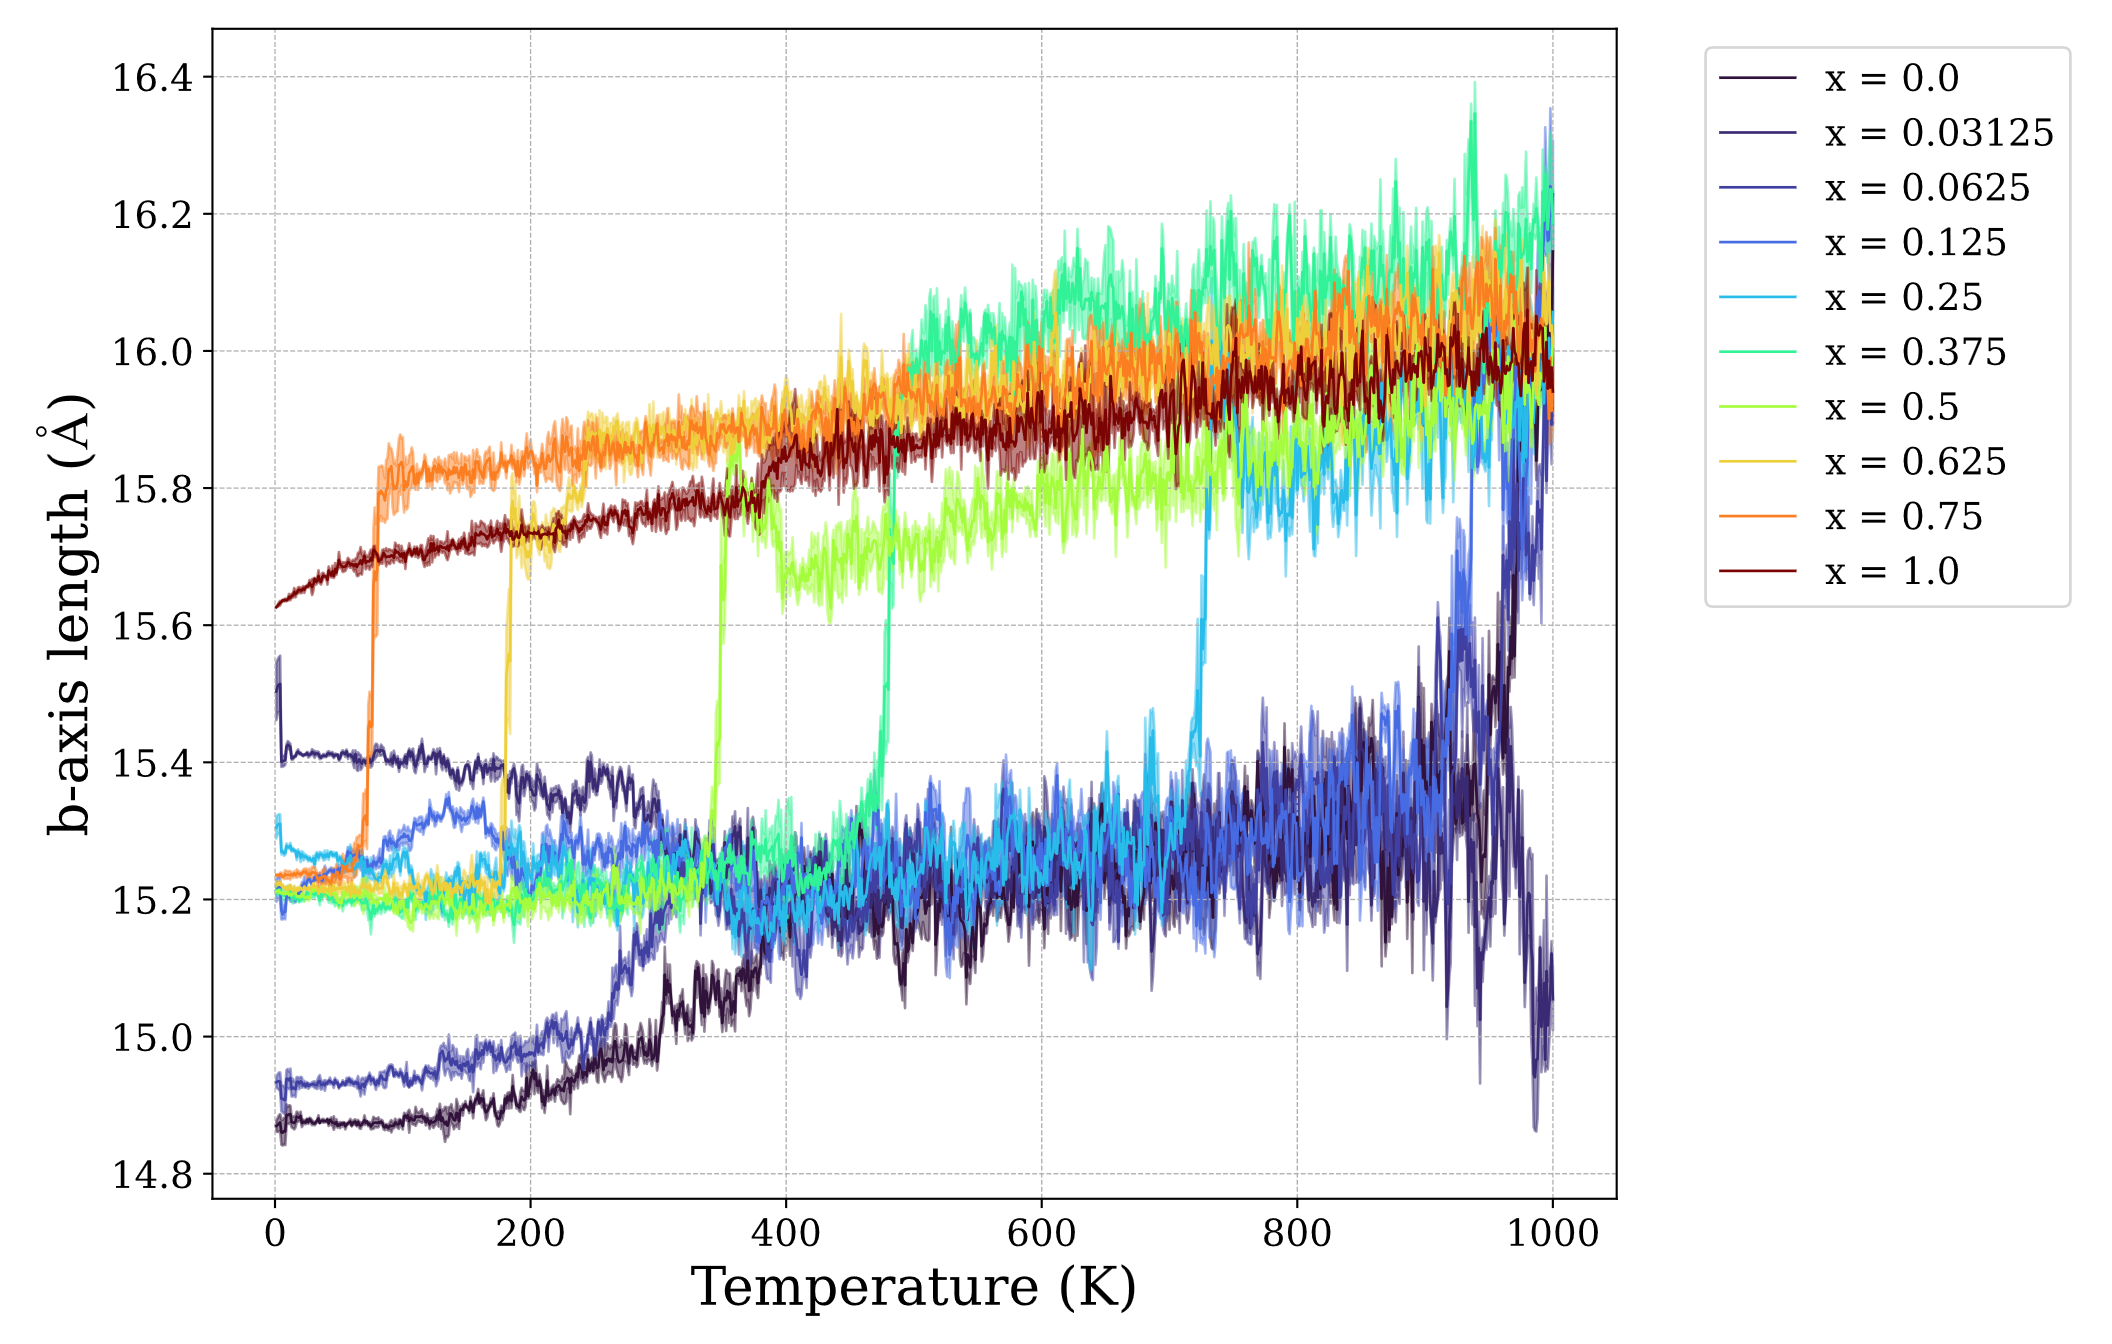 16.4
16.2
16.0
15.8
15.6
15.4
15.2
15.0
14.8
b-axis length (Å)
0 200 400 600 800 1000
Temperature (K)
x = 0.0
x = 0.03125
x = 0.0625
x = 0.125
x = 0.25
x = 0.375
x = 0.5
x = 0.625
x = 0.75
x = 1.0